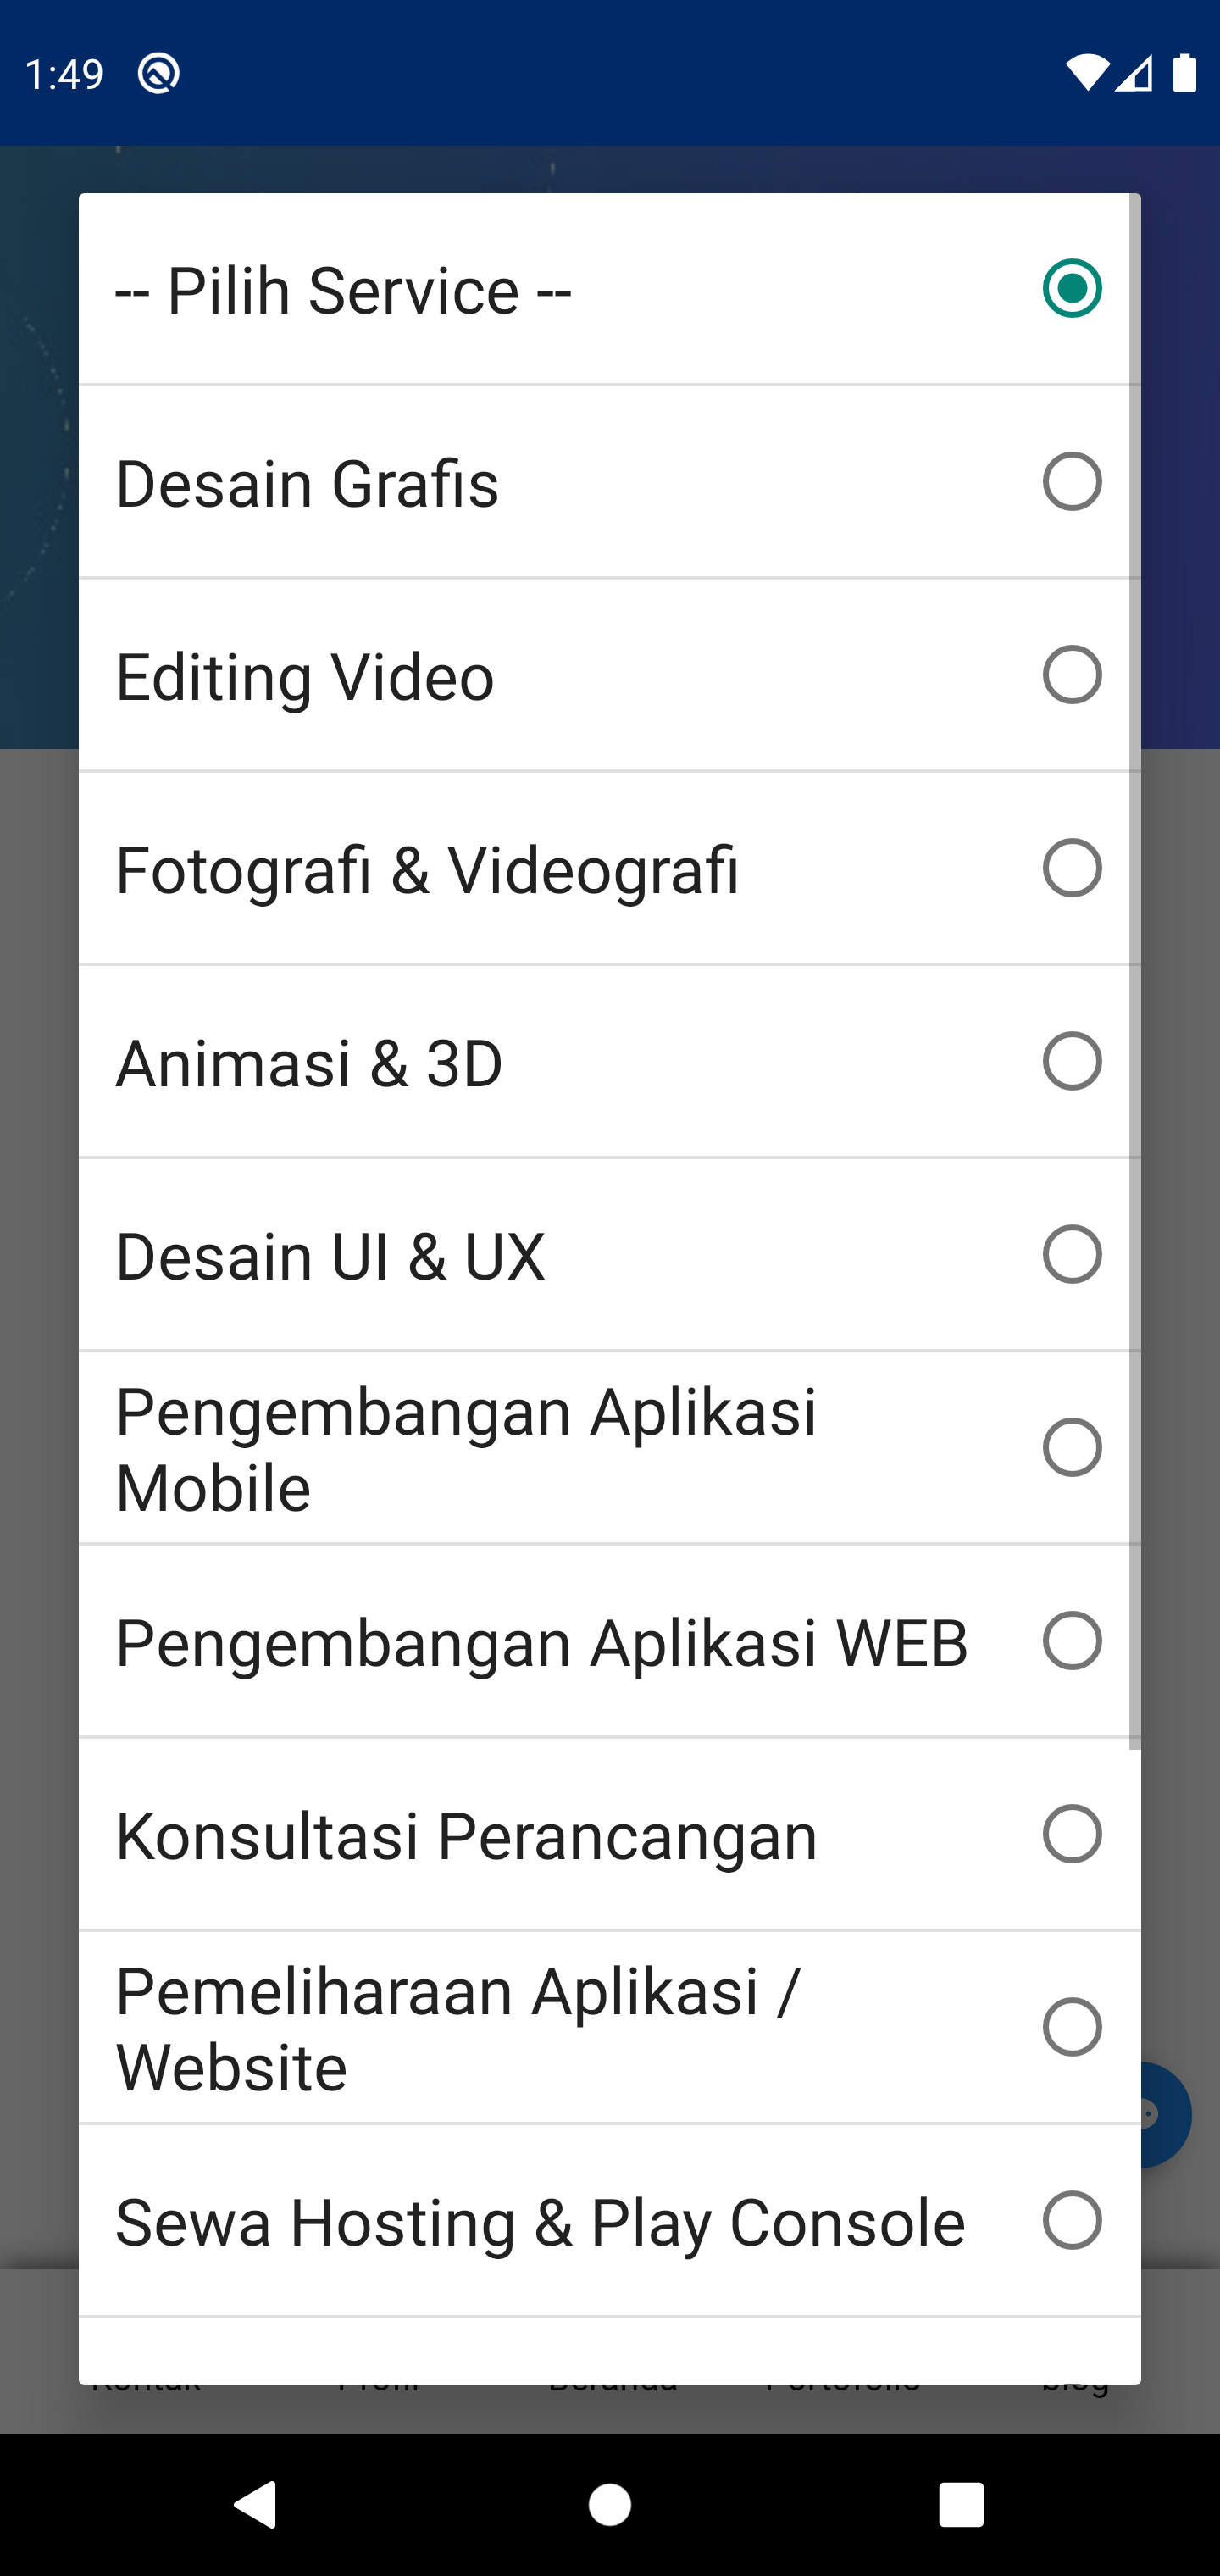 1:49
-- Pilih Service --
Desain Grafis
Editing Video
Fotografi & Videografi
Animasi & 3D
Desain UI & UX
Pengembangan Aplikasi
Mobile
Pengembangan Aplikasi WEB
Konsultasi Perancangan
Pemeliharaan Aplikasi /
Website
Sewa Hosting & Play Console